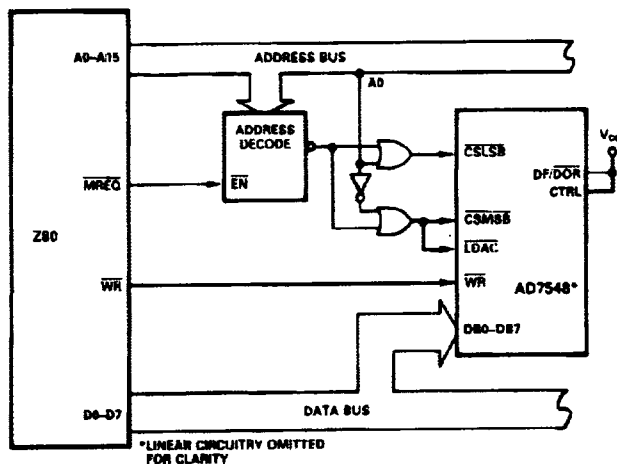 A0–A15
ADDRESS BUS
A0
ADDRESS
DECODE
EN
MREQ
Z80
WR
CSLSB
CSMSB
LDAC
WR
DF/DOR
CTRL
AD7548*
DB0–DB7
D0–D7
DATA BUS
*LINEAR CIRCUITRY OMITTED
FOR CLARITY